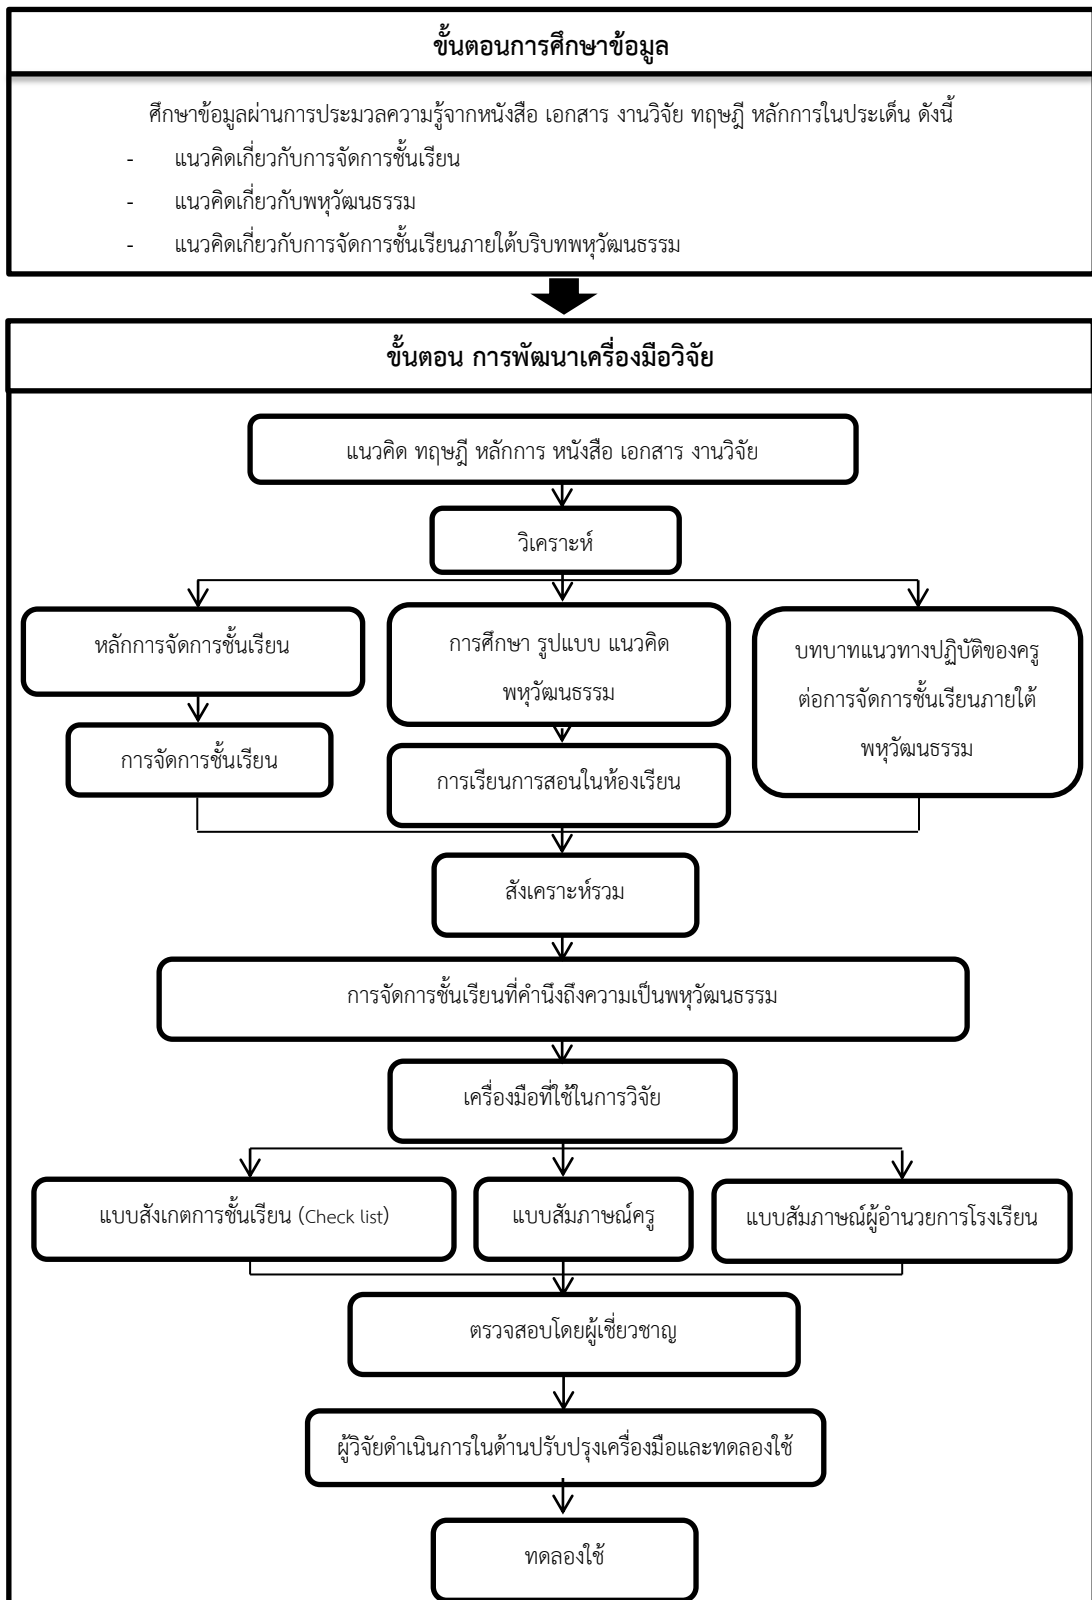 ขั้นตอนการศึกษาข้อมูล
ศึกษาข้อมูลผ่านการประมวลความรู้จากหนังสือ เอกสาร งานวิจัย ทฤษฎี หลักการในประเด็น ดังนี้
- แนวคิดเกี่ยวกับการจัดการชั้นเรียน
- แนวคิดเกี่ยวกับพหุวัฒนธรรม
- แนวคิดเกี่ยวกับการจัดการชั้นเรียนภายใต้บริบทพหุวัฒนธรรม
ขั้นตอน การพัฒนาเครื่องมือวิจัย
แนวคิด ทฤษฎี หลักการ หนังสือ เอกสาร งานวิจัย
วิเคราะห์
หลักการจัดการชั้นเรียน
การศึกษา รูปแบบ แนวคิด
พหุวัฒนธรรม
บทบาทแนวทางปฏิบัติของครู
ต่อการจัดการชั้นเรียนภายใต้
พหุวัฒนธรรม
การจัดการชั้นเรียน
การเรียนการสอนในห้องเรียน
สังเคราะห์รวม
การจัดการชั้นเรียนที่คำนึงถึงความเป็นพหุวัฒนธรรม
เครื่องมือที่ใช้ในการวิจัย
แบบสังเกตการชั้นเรียน (Check list)
แบบสัมภาษณ์ครู
แบบสัมภาษณ์ผู้อำนวยการโรงเรียน
ตรวจสอบโดยผู้เชี่ยวชาญ
ผู้วิจัยดำเนินการในด้านปรับปรุงเครื่องมือและทดลองใช้
ทดลองใช้